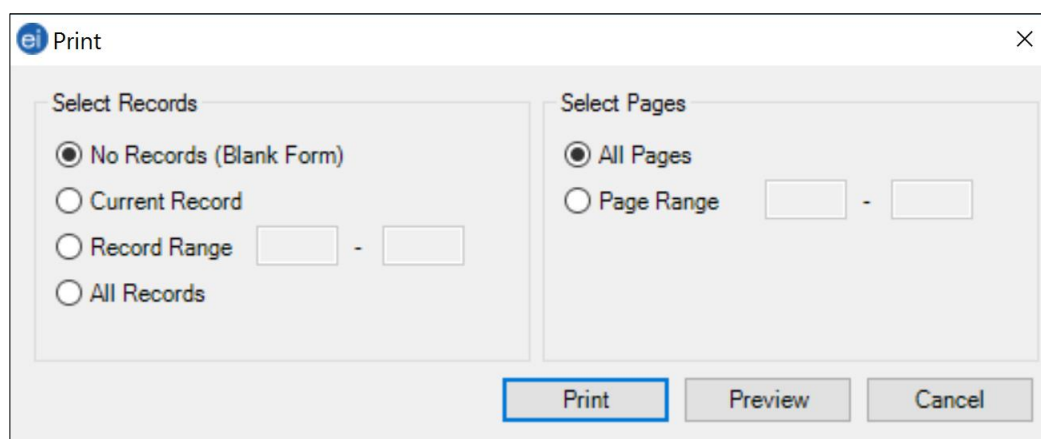 ei Print
Select Records
No Records (Blank Form)
Current Record
Record Range -
All Records
Select Pages
All Pages
Page Range -
Print Preview Cancel